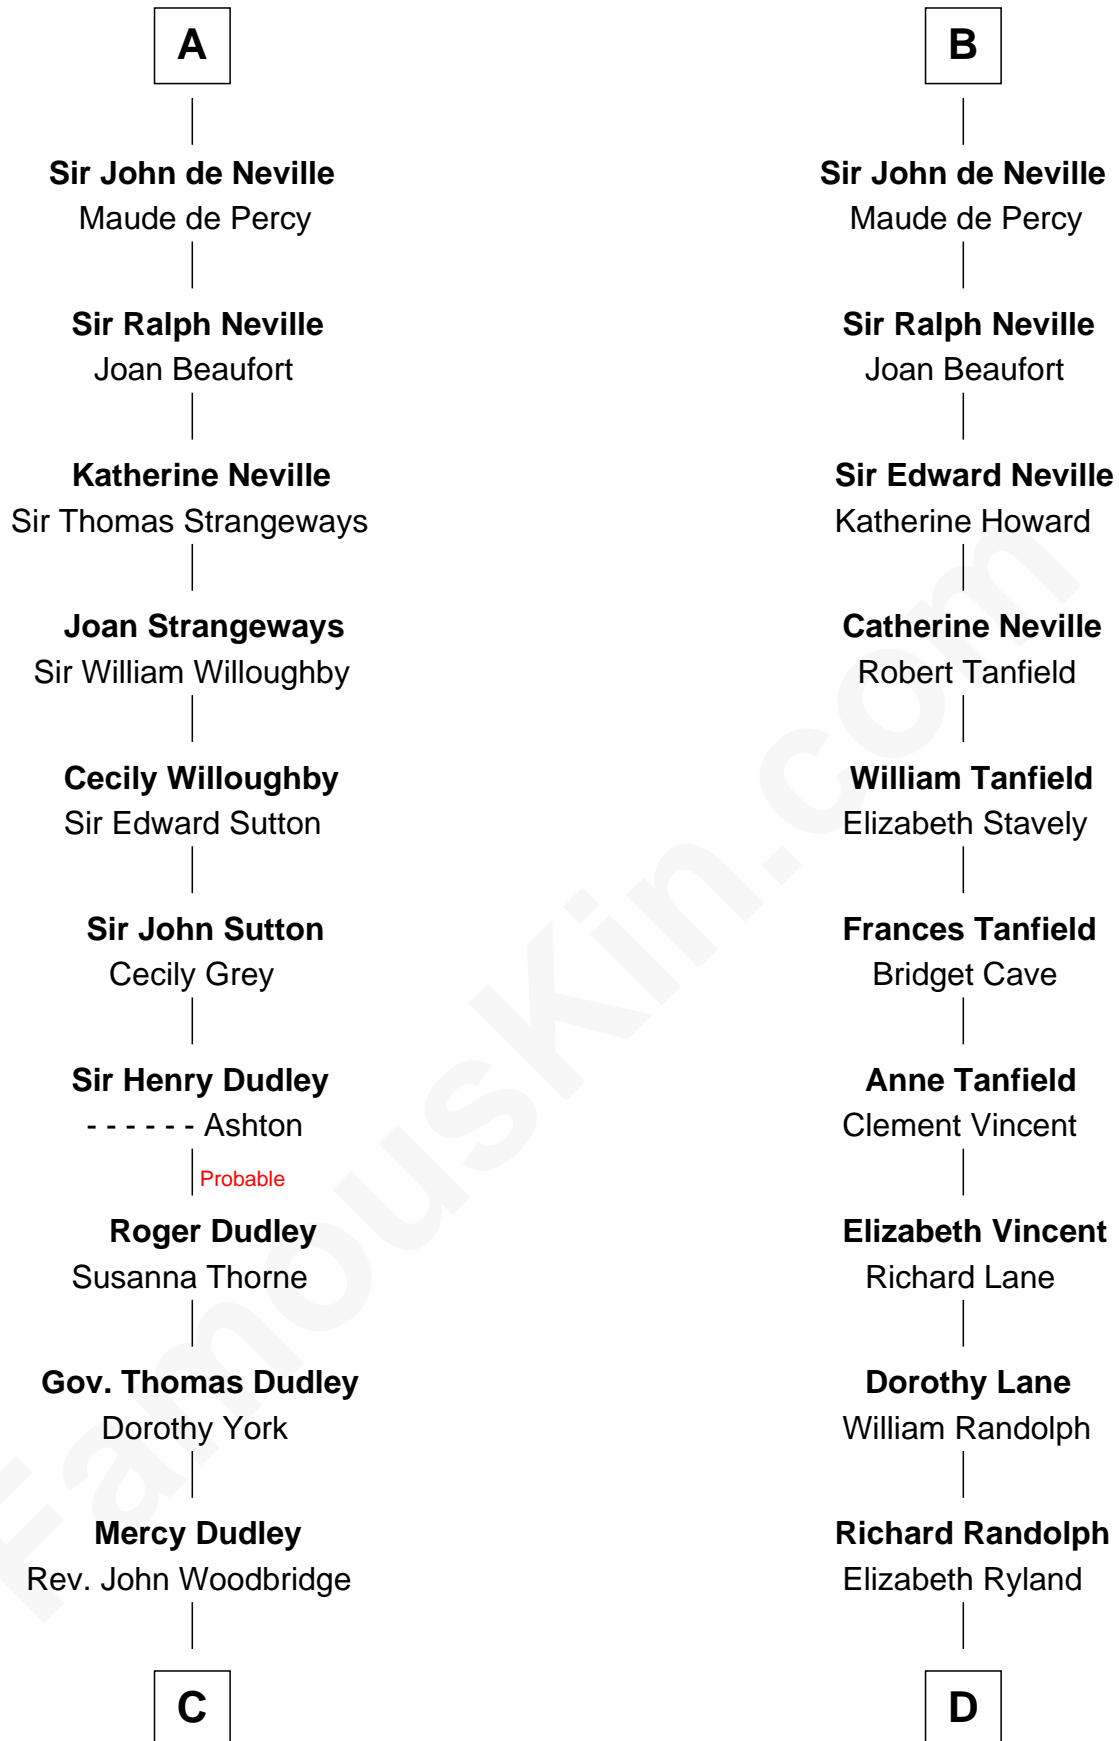 A
Sir John de Neville
Maude de Percy
Sir Ralph Neville
Joan Beaufort
Katherine Neville
Sir Thomas Strangeways
Joan Strangeways
Sir William Willoughby
Cecily Willoughby
Sir Edward Sutton
Sir John Sutton
Cecily Grey
Sir Henry Dudley
- - - - - - Ashton
Probable
Roger Dudley
Susanna Thorne
Gov. Thomas Dudley
Dorothy York
Mercy Dudley
Rev. John Woodbridge
C
B
Sir John de Neville
Maude de Percy
Sir Ralph Neville
Joan Beaufort
Sir Edward Neville
Katherine Howard
Catherine Neville
Robert Tanfield
William Tanfield
Elizabeth Stavely
Frances Tanfield
Bridget Cave
Anne Tanfield
Clement Vincent
Elizabeth Vincent
Richard Lane
Dorothy Lane
William Randolph
Richard Randolph
Elizabeth Ryland
D
FamousKin.com